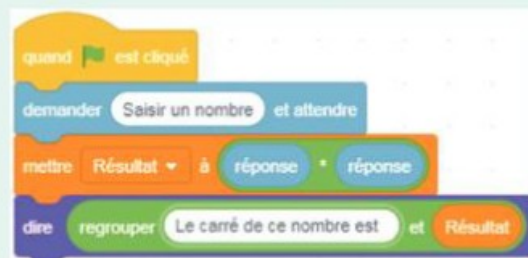 quand est cliqué
demander Saisir un nombre et attendre
mettre Résultat à réponse * réponse
dire regrouper Le carré de ce nombre est et Résultat